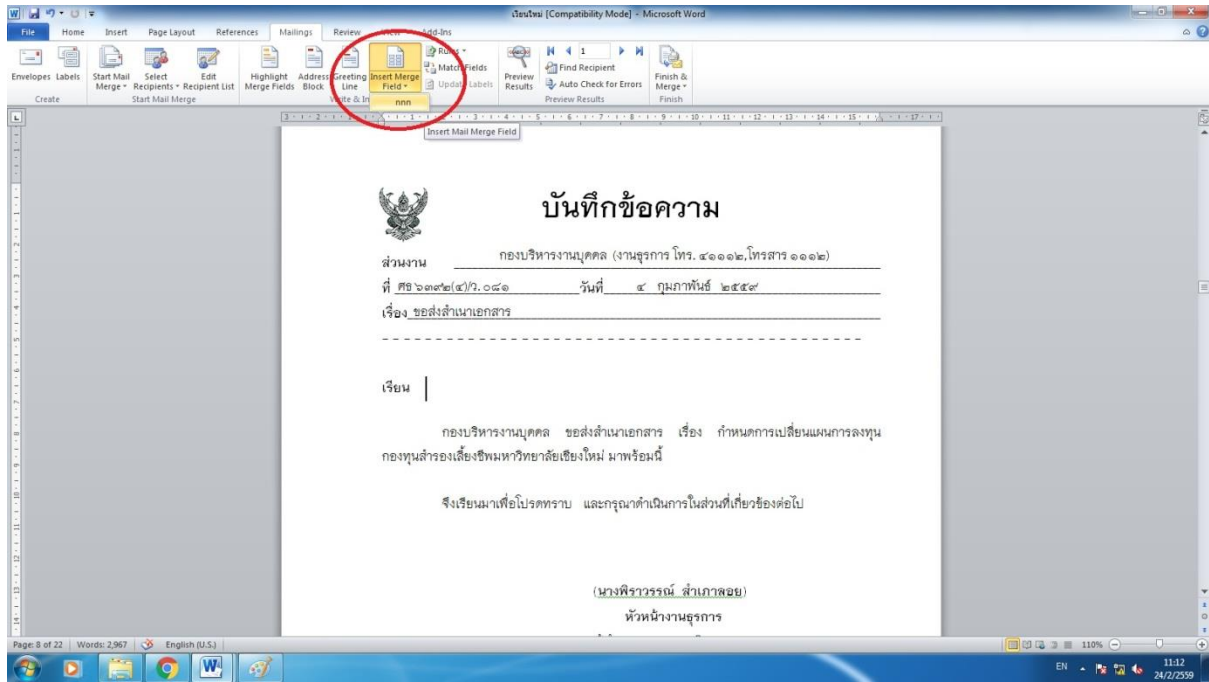 เรียนใหม่ [Compatibility Mode] - Microsoft Word
File Home Insert Page Layout References Mailings Review View Add-Ins
Envelopes Labels Start Mail Merge Select Recipients Edit Recipient List Highlight Merge Fields Address Block Greeting Line Insert Merge Field Rules Match Fields Update Labels Preview Results 1 Find Recipient Auto Check for Errors Finish & Merge
Create Start Mail Merge Write & In nnn Preview Results Finish
Insert Mail Merge Field
บันทึกข้อความ
ส่วนงาน กองบริหารงานบุคคล (งานธุรการ โทร. ๔๑๑๑๒,โทรสาร ๑๑๑๒)
ที่ ศธ ๖๓๙๒(๔)/ว.๐๘๑ วันที่ ๔ กุมภาพันธ์ ๒๕๕๙
เรื่อง ขอส่งสำเนาเอกสาร
เรียน
กองบริหารงานบุคคล ขอส่งสำเนาเอกสาร เรื่อง กำหนดการเปลี่ยนแผนการลงทุน
กองทุนสำรองเลี้ยงชีพมหาวิทยาลัยเชียงใหม่ มาพร้อมนี้
จึงเรียนมาเพื่อโปรดทราบ และกรุณาดำเนินการในส่วนที่เกี่ยวข้องต่อไป
(นางพิราวรรณ์ สำเภาลอย)
หัวหน้างานธุรการ
Page: 8 of 22 Words: 2,967 English (U.S.) 110%
EN 11:12
24/2/2559